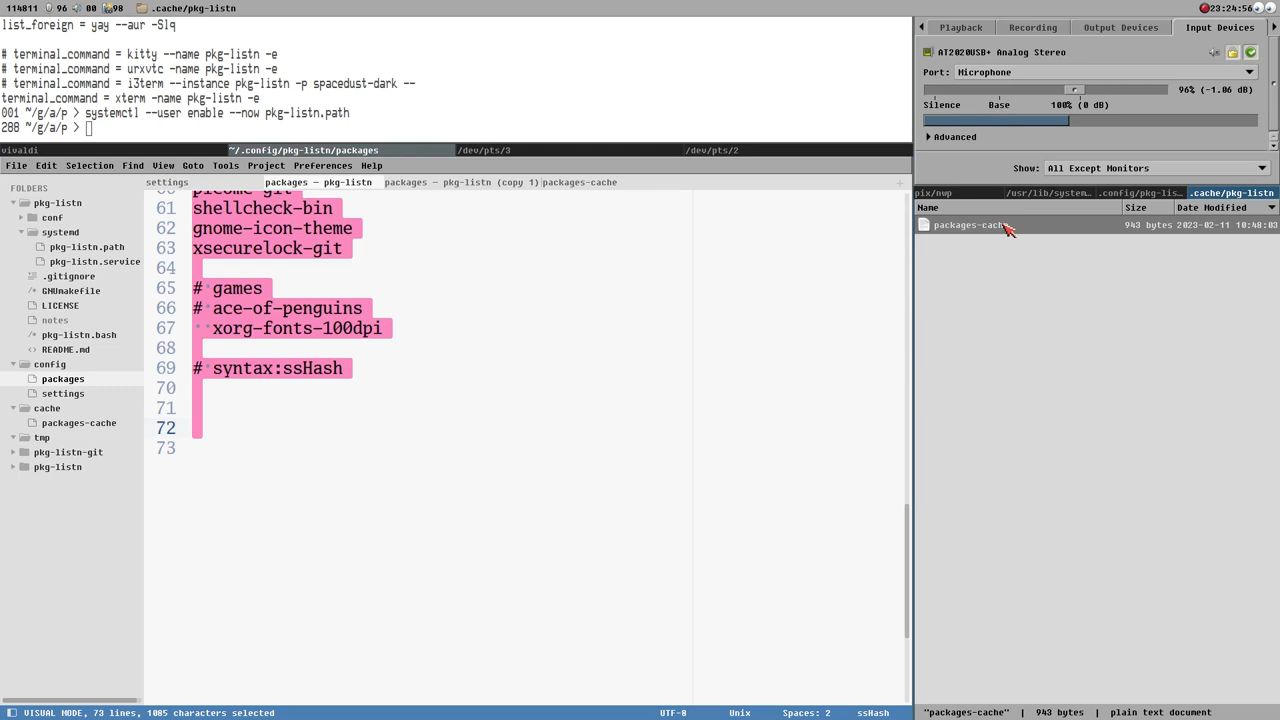 114811 96 00 98 .cache/pkg-listn 23:24:56
list_foreign = yay --aur -Slq
# terminal_command = kitty --name pkg-listn -e
# terminal_command = urxvtc -name pkg-listn -e
# terminal_command = i3term --instance pkg-listn -p spacedust-dark --
terminal_command = xterm -name pkg-listn -e
001 ~/g/a/p > systemctl --user enable --now pkg-listn.path
288 ~/g/a/p >
vivaldi ~/.config/pkg-listn/packages /dev/pts/3 /dev/pts/2
File Edit Selection Find View Goto Tools Project Preferences Help
FOLDERS
pkg-listn
conf
systemd
pkg-listn.path
pkg-listn.service
.gitignore
GNUmakefile
LICENSE
notes
pkg-listn.bash
README.md
config
packages
settings
cache
packages-cache
tmp
pkg-listn-git
pkg-listn
settings packages — pkg-listn packages — pkg-listn (copy 1) packages-cache
61 shellcheck-bin
62 gnome-icon-theme
63 xsecurelock-git
64
65 # games
66 # ace-of-penguins
67 xorg-fonts-100dpi
68
69 # syntax:ssHash
70
71
72
73
VISUAL MODE, 73 lines, 1085 characters selected UTF-8 Unix Spaces: 2 ssHash
Playback Recording Output Devices Input Devices
AT2020USB+ Analog Stereo
Port: Microphone
96% (-1.06 dB)
Silence Base 100% (0 dB)
Advanced
Show: All Except Monitors
pix/nwp /usr/lib/system… .config/pkg-lis… .cache/pkg-listn
Name Size Date Modified
packages-cache 943 bytes 2023-02-11 10:48:03
"packages-cache" | 943 bytes | plain text document